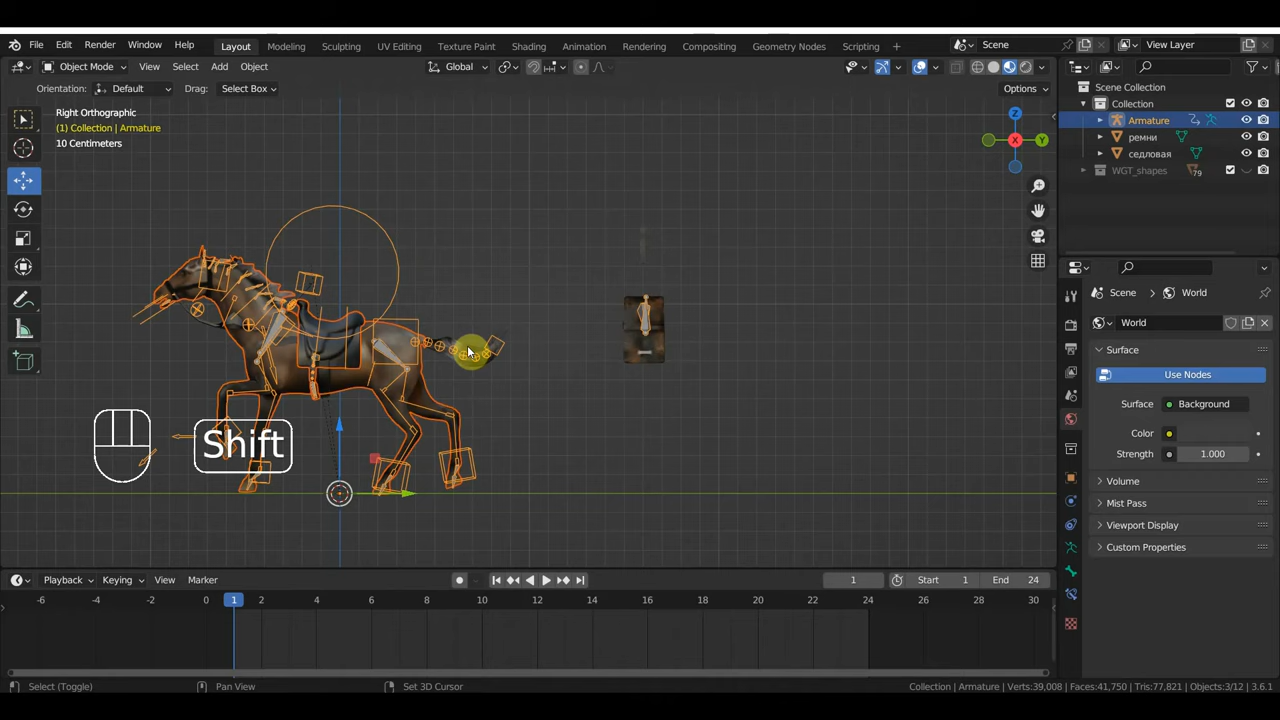 File Edit Render Window Help Layout Modeling Sculpting UV Editing Texture Paint Shading Animation Rendering Compositing Geometry Nodes Scripting + Scene View Layer
Object Mode View Select Add Object Global
Orientation: Default Drag: Select Box Options
Right Orthographic
(1) Collection | Armature
10 Centimeters
Z
X
Y
Shift
Scene Collection
Collection
Armature
ремни
седловая
WGT_shapes 79
Scene World
World
Surface
Use Nodes
Surface Background
Color
Strength 1.000
Volume
Mist Pass
Viewport Display
Custom Properties
Playback Keying View Marker 1 Start 1 End 24
-6 -4 -2 0 1 2 4 6 8 10 12 14 16 18 20 22 24 26 28 30
Select (Toggle) Pan View Set 3D Cursor Collection | Armature Verts:39,008 | Faces:41,750 | Tris:77,821 | Objects:3/12 | 3.6.1